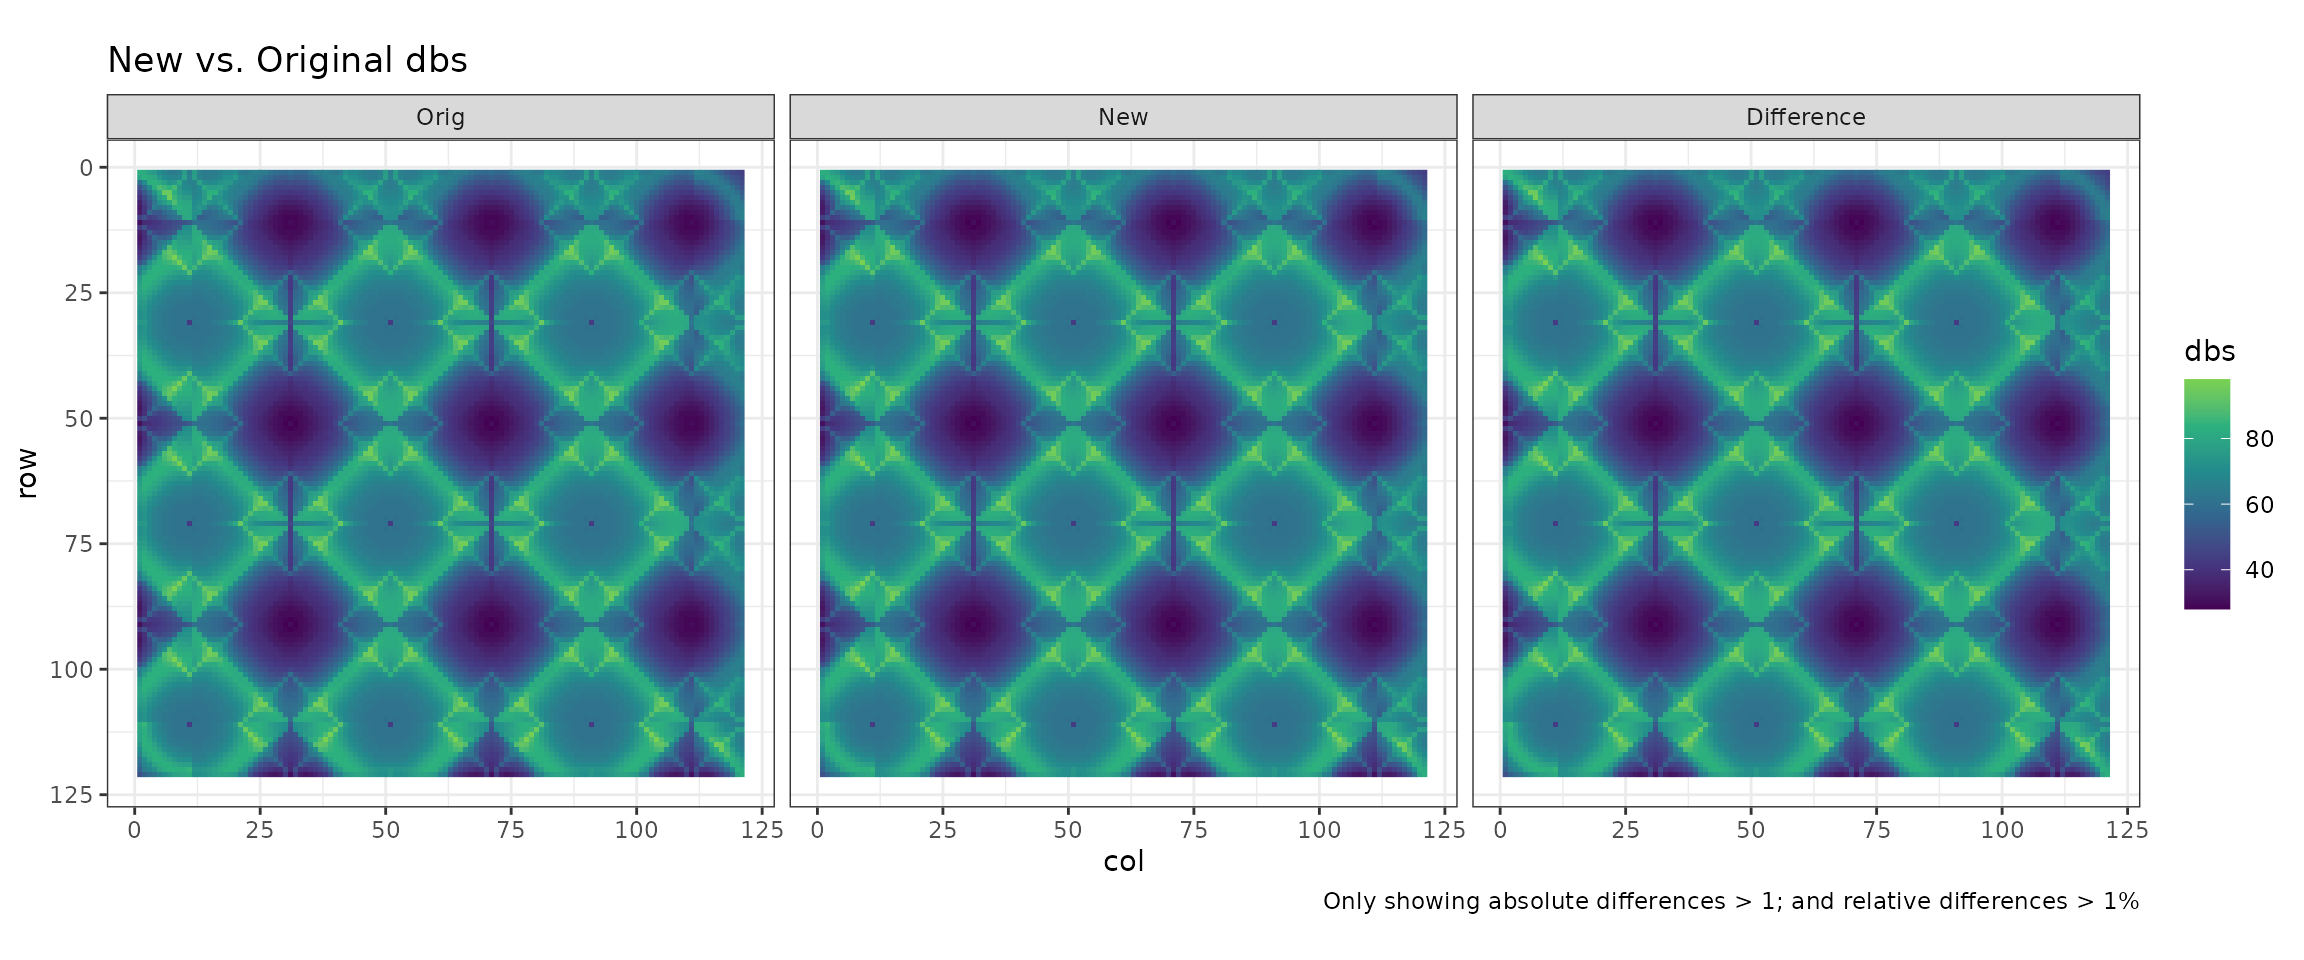 New vs. Original dbs
Orig
New
Difference
0
25
50
75
100
125
row
0 25 50 75 100 125
0 25 50 75 100 125
0 25 50 75 100 125
col
dbs
80
60
40
Only showing absolute differences > 1; and relative differences > 1%